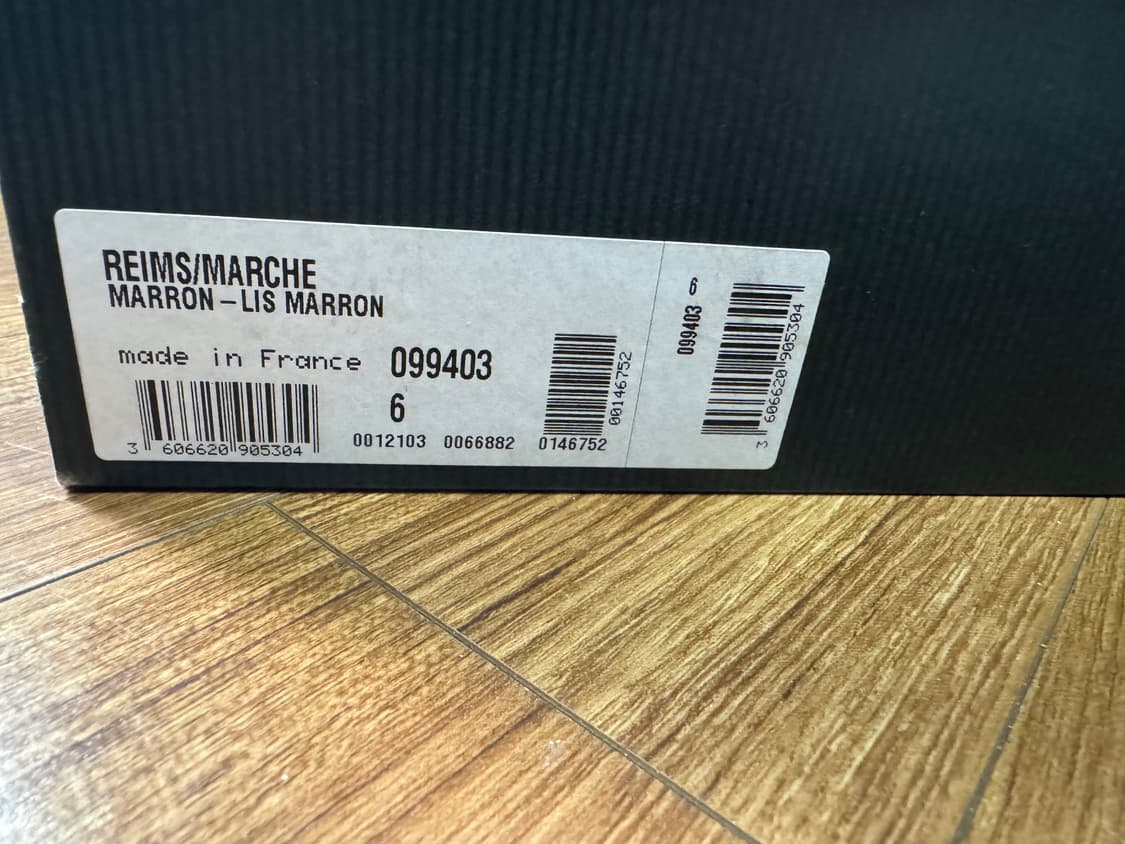 REIMS/MARCHE
MARRON-LIS MARRON
made in France 099403
6
3 606620 905304
0012103 0066882 0146752
00146752
099403 6
3 606620 905304